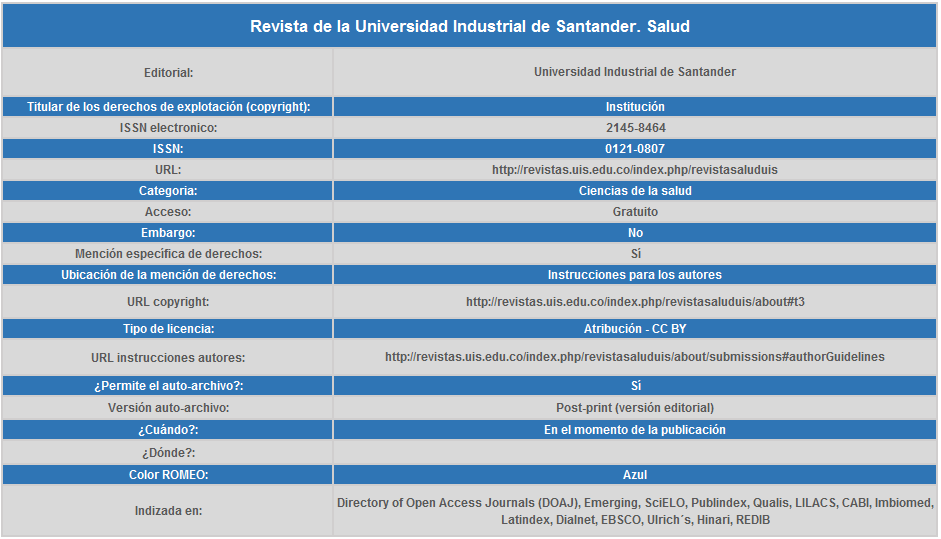 Revista de la Universidad Industrial de Santander. Salud
Editorial: Universidad Industrial de Santander
Titular de los derechos de explotación (copyright): Institución
ISSN electronico: 2145-8464
ISSN: 0121-0807
URL: http://revistas.uis.edu.co/index.php/revistasaluduis
Categoria: Ciencias de la salud
Acceso: Gratuito
Embargo: No
Mención específica de derechos: Sí
Ubicación de la mención de derechos: Instrucciones para los autores
URL copyright: http://revistas.uis.edu.co/index.php/revistasaluduis/about#t3
Tipo de licencia: Atribución - CC BY
URL instrucciones autores: http://revistas.uis.edu.co/index.php/revistasaluduis/about/submissions#authorGuidelines
¿Permite el auto-archivo?: Sí
Versión auto-archivo: Post-print (versión editorial)
¿Cuándo?: En el momento de la publicación
¿Dónde?:
Color ROMEO: Azul
Indizada en: Directory of Open Access Journals (DOAJ), Emerging, SciELO, Publindex, Qualis, LILACS, CABI, Imbiomed,
Latindex, Dialnet, EBSCO, Ulrich´s, Hinari, REDIB